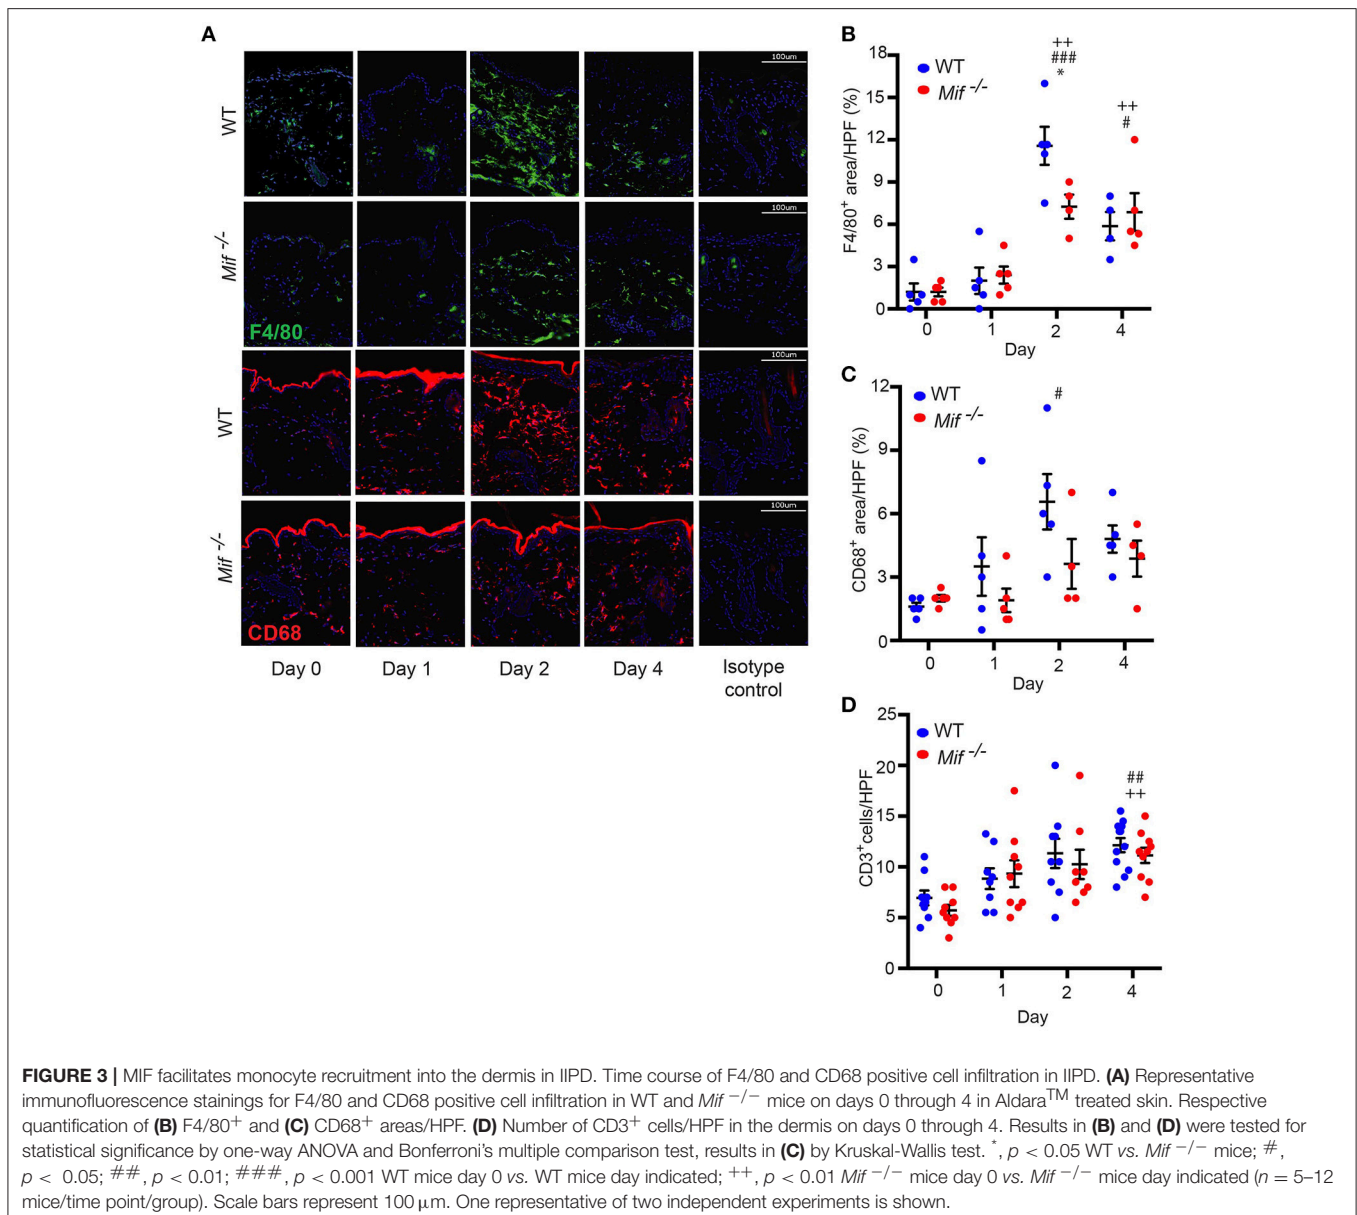 A
WT
100um
Mif -/-
F4/80
100um
WT
100um
Mif -/-
CD68
100um
Day 0
Day 1
Day 2
Day 4
Isotype
control
B
F4/80+ area/HPF (%)
18
15
12
9
6
3
0
WT
Mif -/-
++
###
*
++
#
0
1
2
4
Day
C
CD68+ area/HPF (%)
12
9
6
3
0
WT
Mif -/-
#
0
1
2
4
Day
D
CD3+cells/HPF
25
20
15
10
5
0
WT
Mif -/-
##
++
0
1
2
4
Day
FIGURE 3 | MIF facilitates monocyte recruitment into the dermis in IIPD. Time course of F4/80 and CD68 positive cell infiltration in IIPD. (A) Representative
immunofluorescence stainings for F4/80 and CD68 positive cell infiltration in WT and Mif −/− mice on days 0 through 4 in Aldara™ treated skin. Respective
quantification of (B) F4/80+ and (C) CD68+ areas/HPF. (D) Number of CD3+ cells/HPF in the dermis on days 0 through 4. Results in (B) and (D) were tested for
statistical significance by one-way ANOVA and Bonferroni's multiple comparison test, results in (C) by Kruskal-Wallis test. *, p < 0.05 WT vs. Mif −/− mice; #,
p < 0.05; ##, p < 0.01; ###, p < 0.001 WT mice day 0 vs. WT mice day indicated; ++, p < 0.01 Mif −/− mice day 0 vs. Mif −/− mice day indicated (n = 5–12
mice/time point/group). Scale bars represent 100 μm. One representative of two independent experiments is shown.